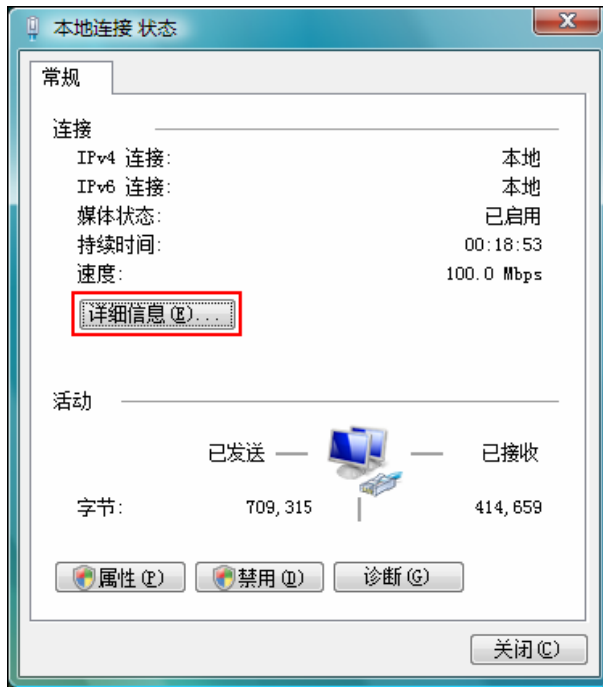 本地连接 状态
常规
连接
IPv4 连接: 本地
IPv6 连接: 本地
媒体状态: 已启用
持续时间: 00:18:53
速度: 100.0 Mbps
详细信息(E)...
活动
已发送 已接收
字节: 709,315 414,659
属性(P) 禁用(D) 诊断(G)
关闭(C)